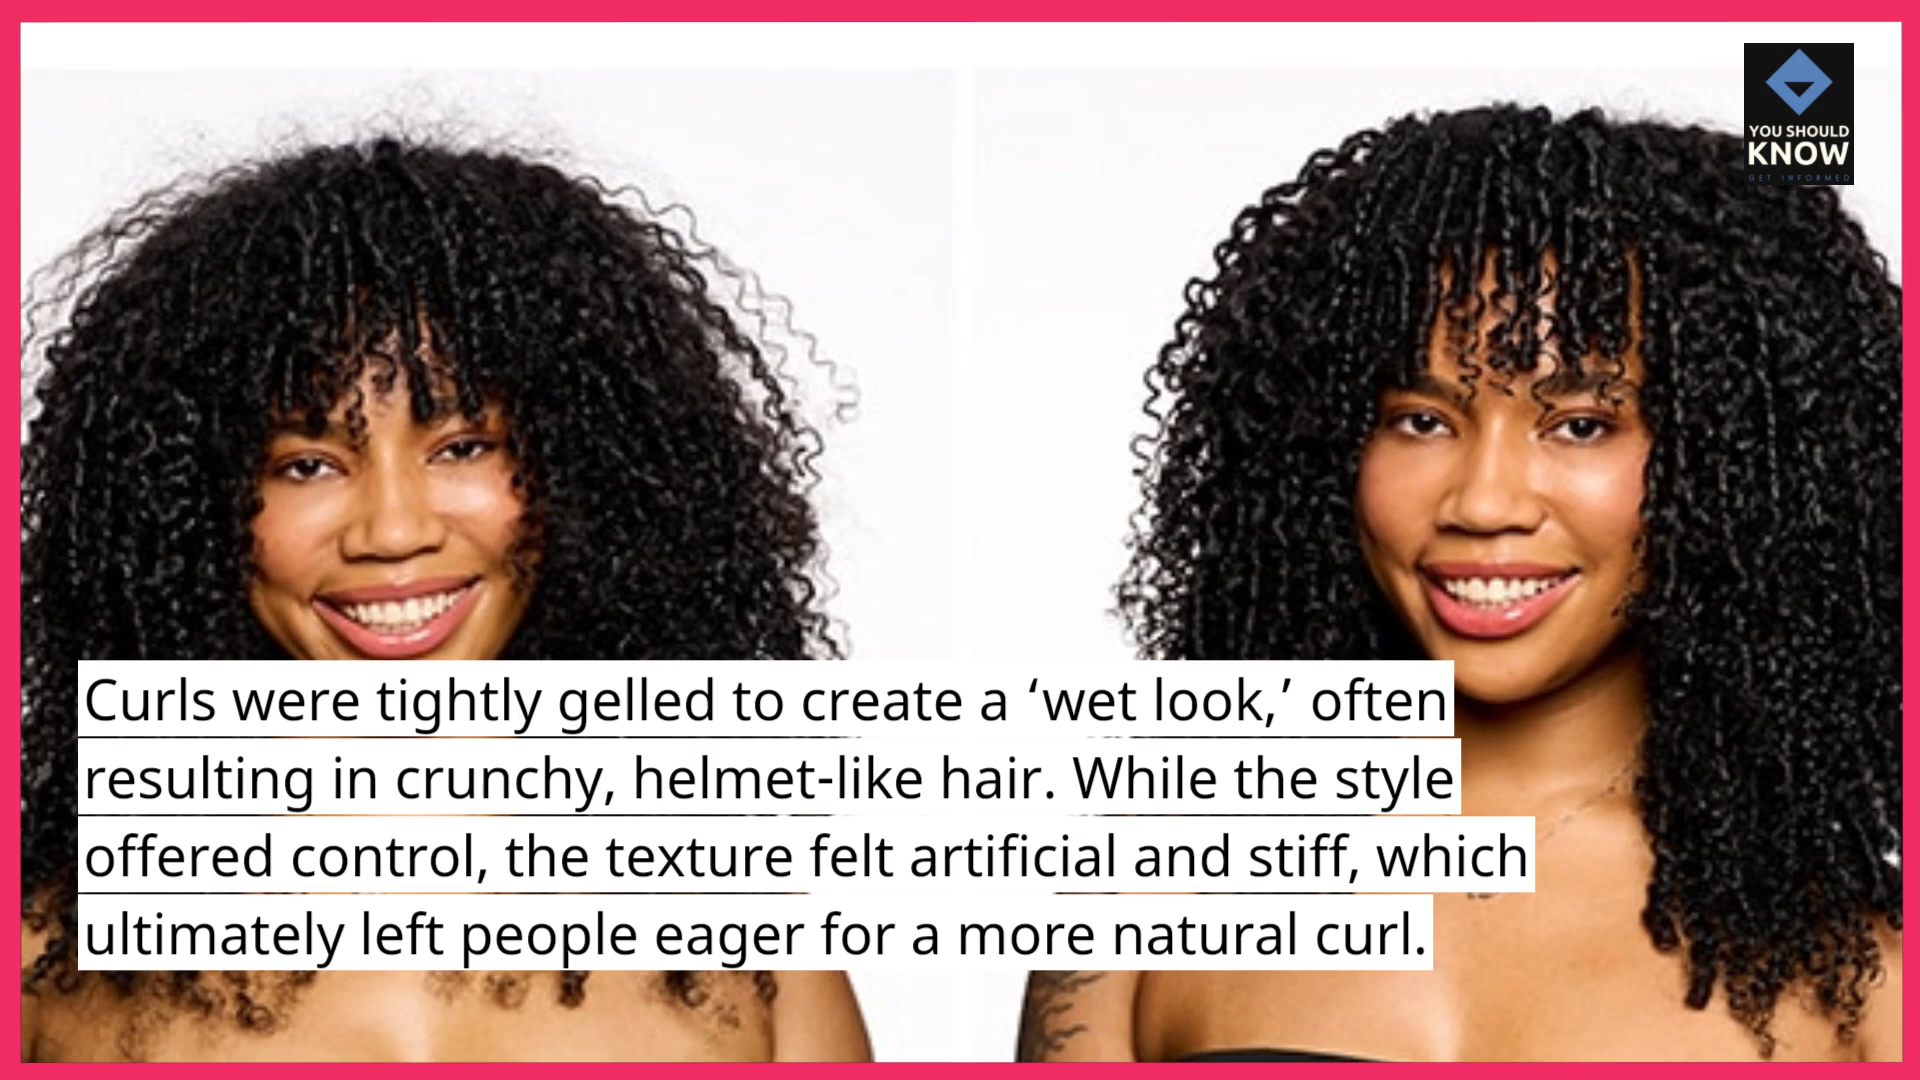 YOU SHOULD
KNOW
GET INFORMED
Curls were tightly gelled to create a ‘wet look,’ often
resulting in crunchy, helmet-like hair. While the style
offered control, the texture felt artificial and stiff, which
ultimately left people eager for a more natural curl.